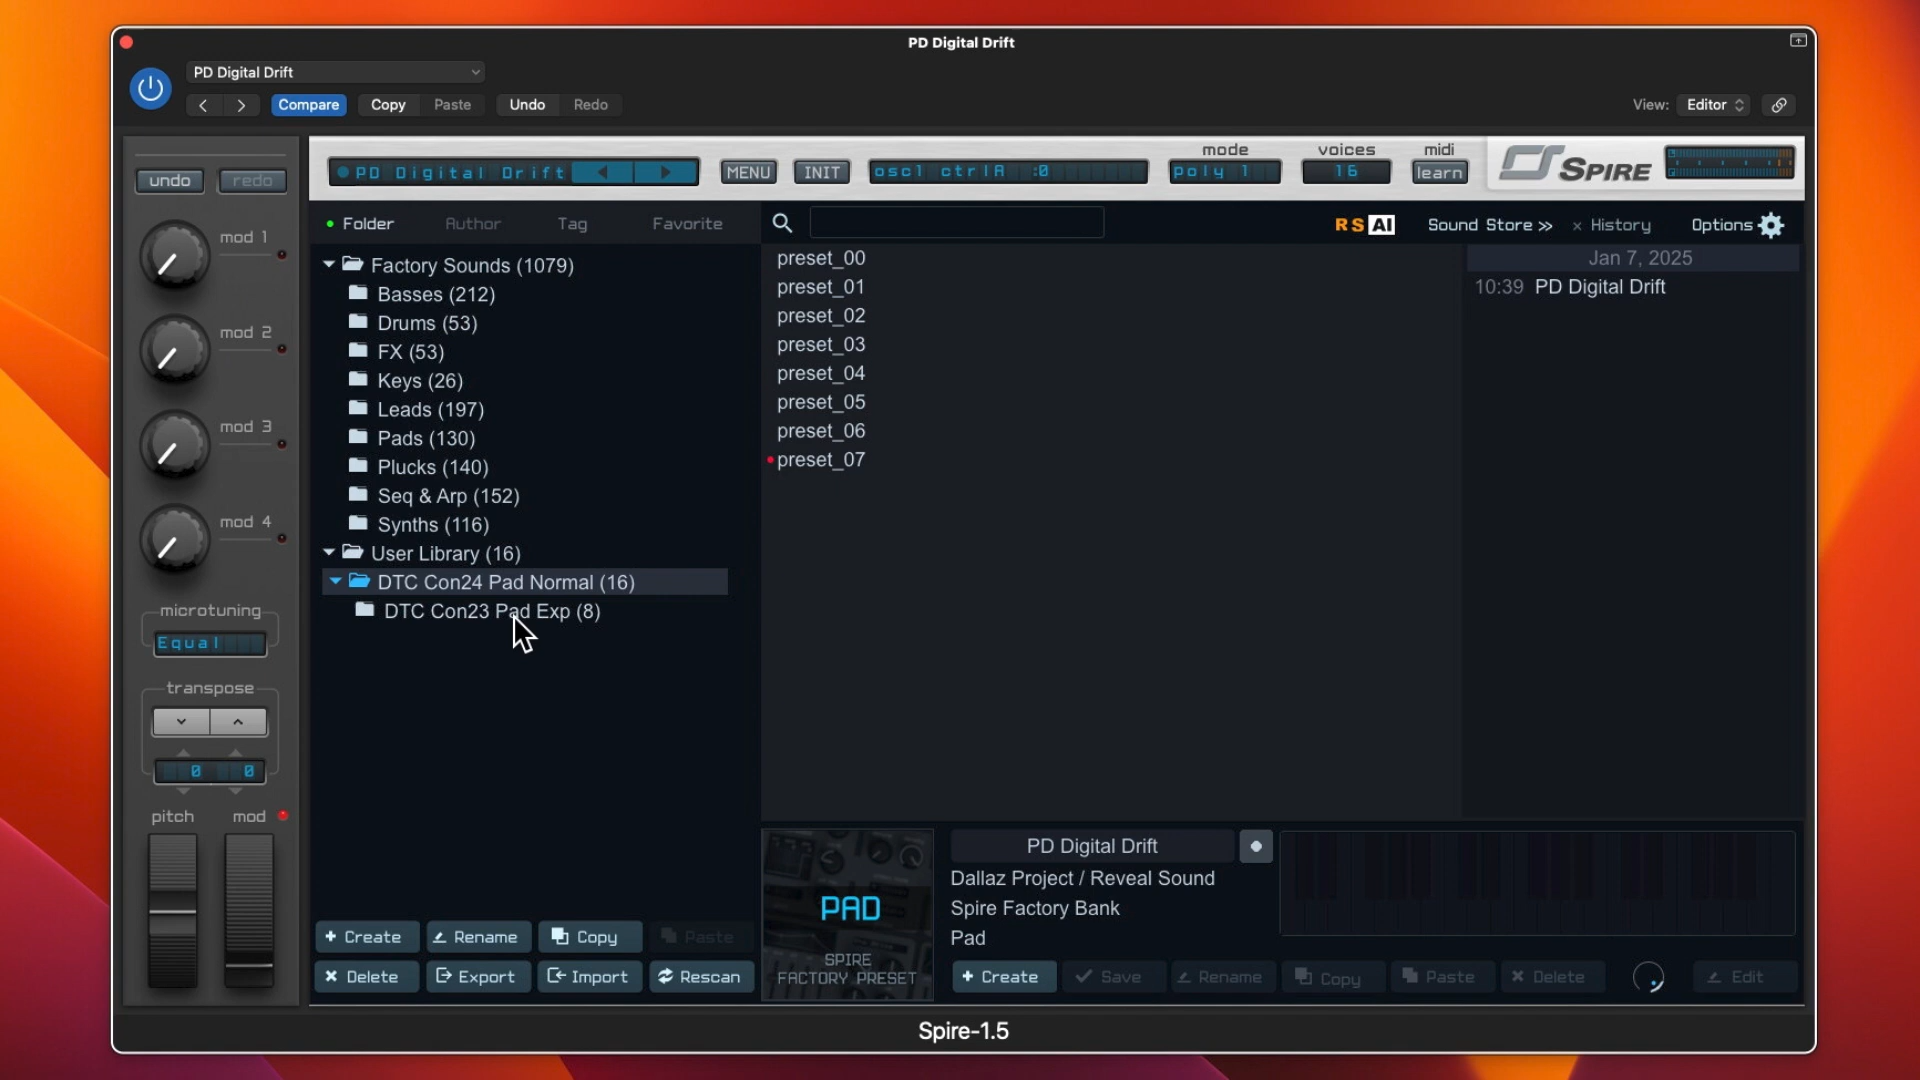 PD Digital Drift
PD Digital Drift
Compare
Copy
Paste
Undo
Redo
View:
Editor
undo
redo
PD Digital Drift
MENU
INIT
osc1 ctrlA :0
mode
poly 1
voices
16
midi
learn
SPIRE
mod 1
mod 2
mod 3
mod 4
microtuning
Equal
transpose
0
0
pitch
mod
Folder
Author
Tag
Favorite
RS AI
Sound Store >>
× History
Options
Factory Sounds (1079)
Basses (212)
Drums (53)
FX (53)
Keys (26)
Leads (197)
Pads (130)
Plucks (140)
Seq & Arp (152)
Synths (116)
User Library (16)
DTC Con24 Pad Normal (16)
DTC Con23 Pad Exp (8)
+ Create
Rename
Copy
Paste
× Delete
Export
Import
Rescan
preset_00
preset_01
preset_02
preset_03
preset_04
preset_05
preset_06
preset_07
Jan 7, 2025
10:39 PD Digital Drift
PAD
SPIRE
FACTORY PRESET
PD Digital Drift
Dallaz Project / Reveal Sound
Spire Factory Bank
Pad
+ Create
Save
Rename
Copy
Paste
× Delete
Edit
Spire-1.5